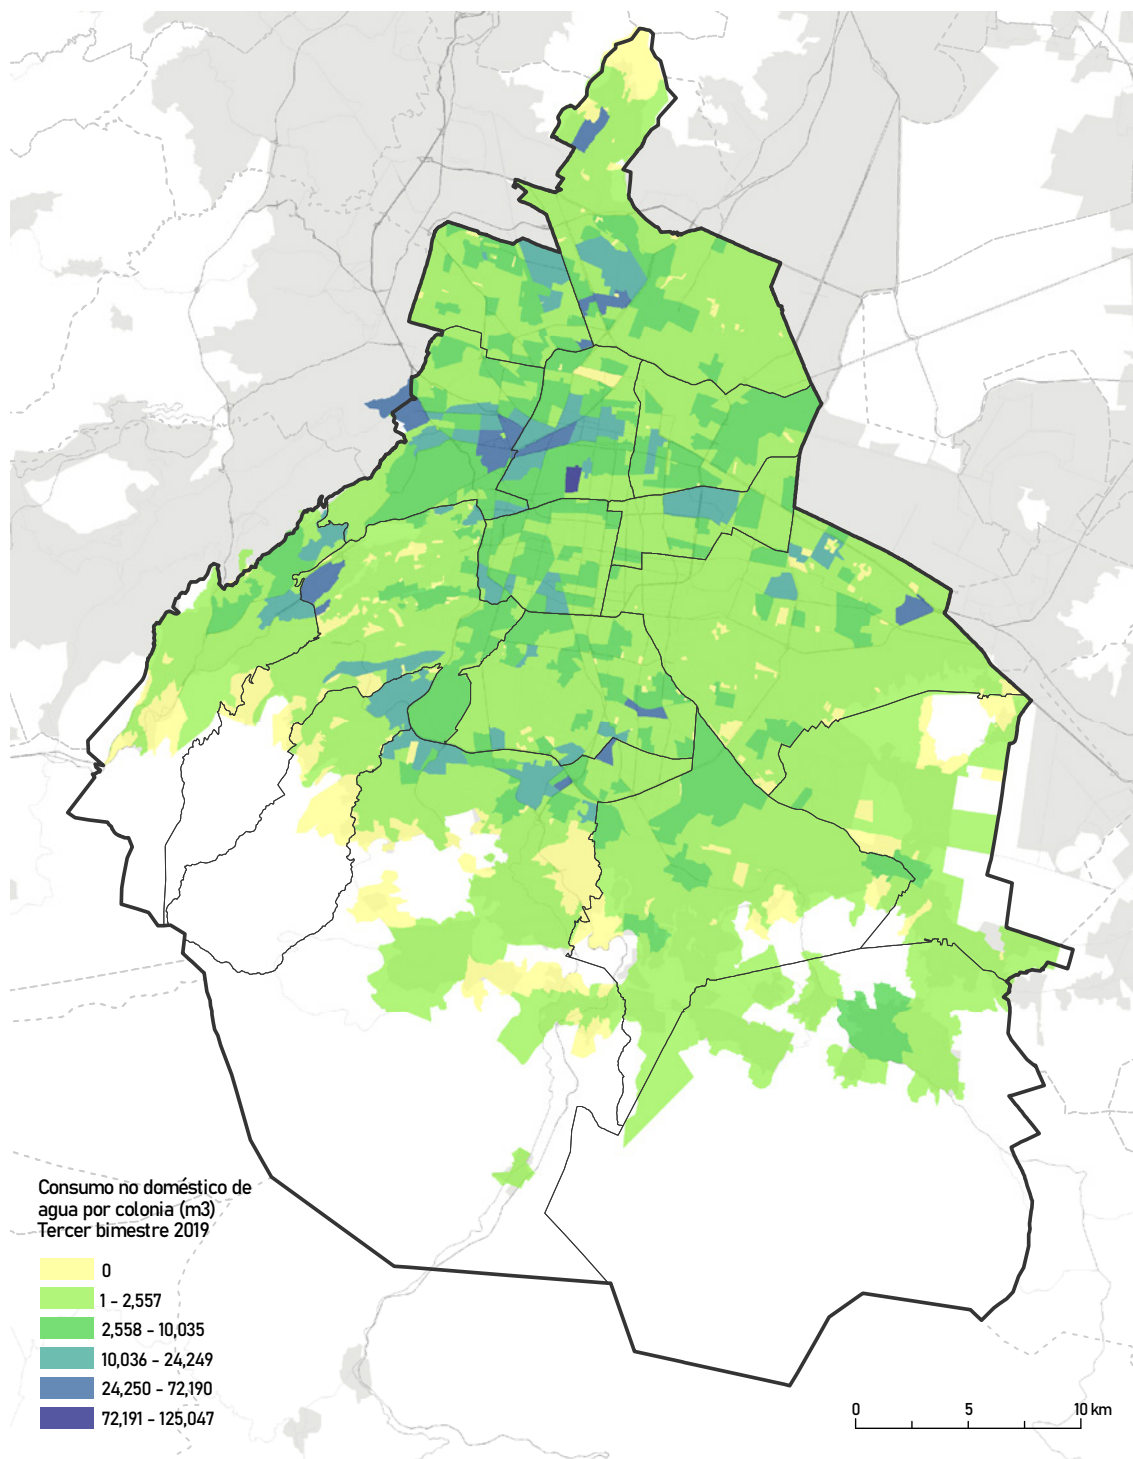 Consumo no doméstico de
agua por colonia (m3)
Tercer bimestre 2019
0
1 - 2,557
2,558 - 10,035
10,036 - 24,249
24,250 - 72,190
72,191 - 125,047
0 5 10 km